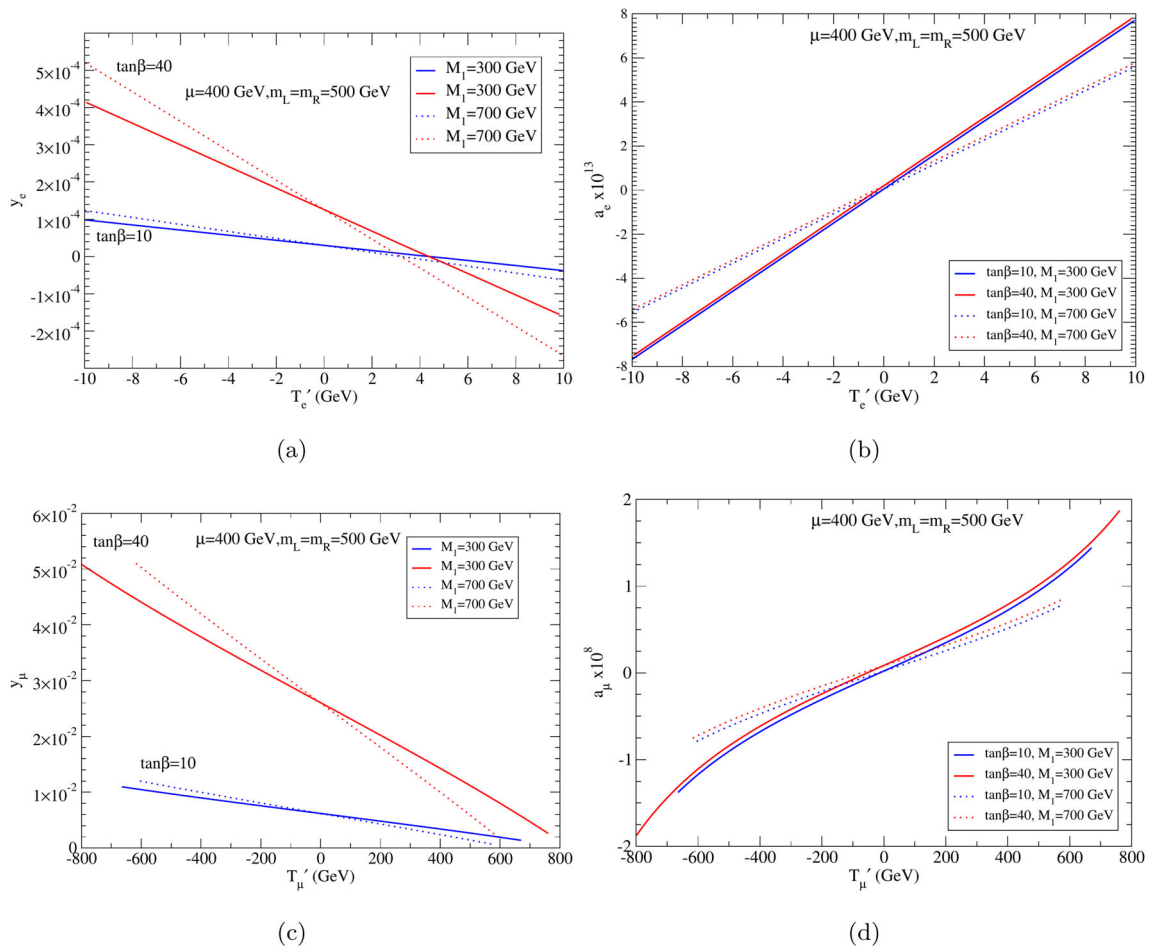 tanβ=40
μ=400 GeV,m_L=m_R=500 GeV
M_1=300 GeV
M_1=300 GeV
M_1=700 GeV
M_1=700 GeV
5×10^-4
4×10^-4
3×10^-4
2×10^-4
1×10^-4
0
-1×10^-4
-2×10^-4
y_e
tanβ=10
-10 -8 -6 -4 -2 0 2 4 6 8 10
T_e′ (GeV)
(a)
μ=400 GeV,m_L=m_R=500 GeV
8
6
4
2
0
-2
-4
-6
-8
a_e x10^13
tanβ=10, M_1=300 GeV
tanβ=40, M_1=300 GeV
tanβ=10, M_1=700 GeV
tanβ=40, M_1=700 GeV
-10 -8 -6 -4 -2 0 2 4 6 8 10
T_e′ (GeV)
(b)
6×10^-2
5×10^-2
4×10^-2
3×10^-2
2×10^-2
1×10^-2
0
y_μ
tanβ=40
μ=400 GeV,m_L=m_R=500 GeV
M_1=300 GeV
M_1=300 GeV
M_1=700 GeV
M_1=700 GeV
tanβ=10
-800 -600 -400 -200 0 200 400 600 800
T_μ′ (GeV)
(c)
μ=400 GeV,m_L=m_R=500 GeV
2
1
0
-1
-2
a_μ x10^8
tanβ=10, M_1=300 GeV
tanβ=40, M_1=300 GeV
tanβ=10, M_1=700 GeV
tanβ=40, M_1=700 GeV
-800 -600 -400 -200 0 200 400 600 800
T_μ′ (GeV)
(d)